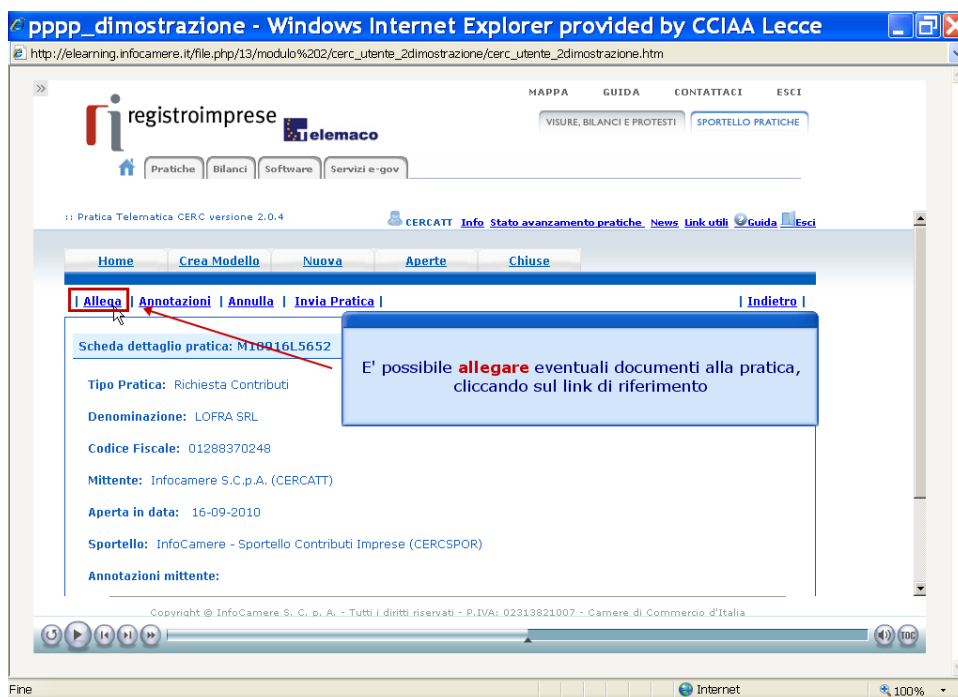 pppp_dimostrazione - Windows Internet Explorer provided by CCIAA Lecce
http://elearning.infocamere.it/file.php/13/modulo%202/cerc_utente_2dimostrazione/cerc_utente_2dimostrazione.htm
MAPPA GUIDA CONTATTACI ESCI
registroimprese
Telemaco
VISURE, BILANCI E PROTESTI SPORTELLO PRATICHE
Pratiche Bilanci Software Servizi e-gov
:: Pratica Telematica CERC versione 2.0.4
CERCATT Info Stato avanzamento pratiche News Link utili Guida Esci
Home Crea Modello Nuova Aperte Chiuse
| Allega | Annotazioni | Annulla | Invia Pratica | | Indietro |
Scheda dettaglio pratica: M10916L5652
E' possibile allegare eventuali documenti alla pratica,
cliccando sul link di riferimento
Tipo Pratica: Richiesta Contributi
Denominazione: LOFRA SRL
Codice Fiscale: 01288370248
Mittente: Infocamere S.C.p.A. (CERCATT)
Aperta in data: 16-09-2010
Sportello: InfoCamere - Sportello Contributi Imprese (CERCSPOR)
Annotazioni mittente:
Copyright @ InfoCamere S. C. p. A. - Tutti i diritti riservati - P.IVA: 02313821007 - Camere di Commercio d'Italia
TOC
Fine Internet 100%